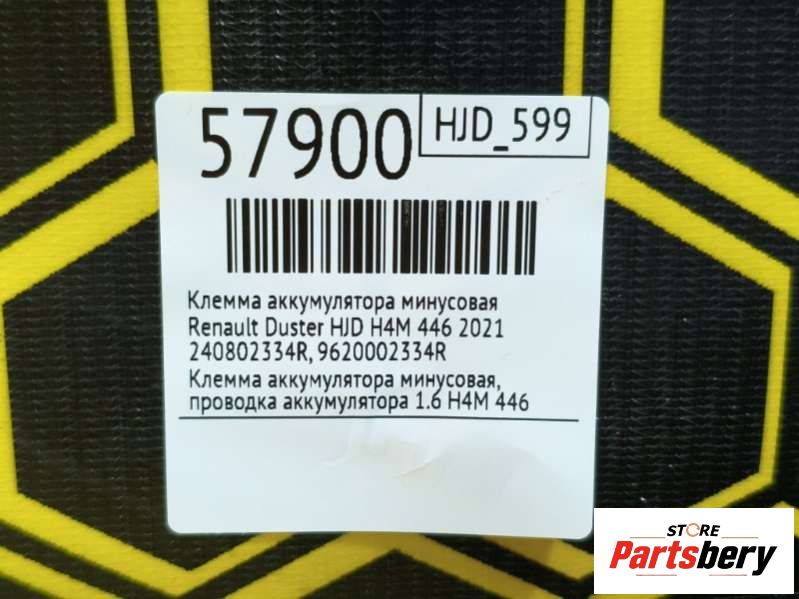 57900
HJD_599
Клемма аккумулятора минусовая
Renault Duster HJD H4M 446 2021
240802334R, 9620002334R
Клемма аккумулятора минусовая,
проводка аккумулятора 1.6 H4M 446
STORE
Partsbery